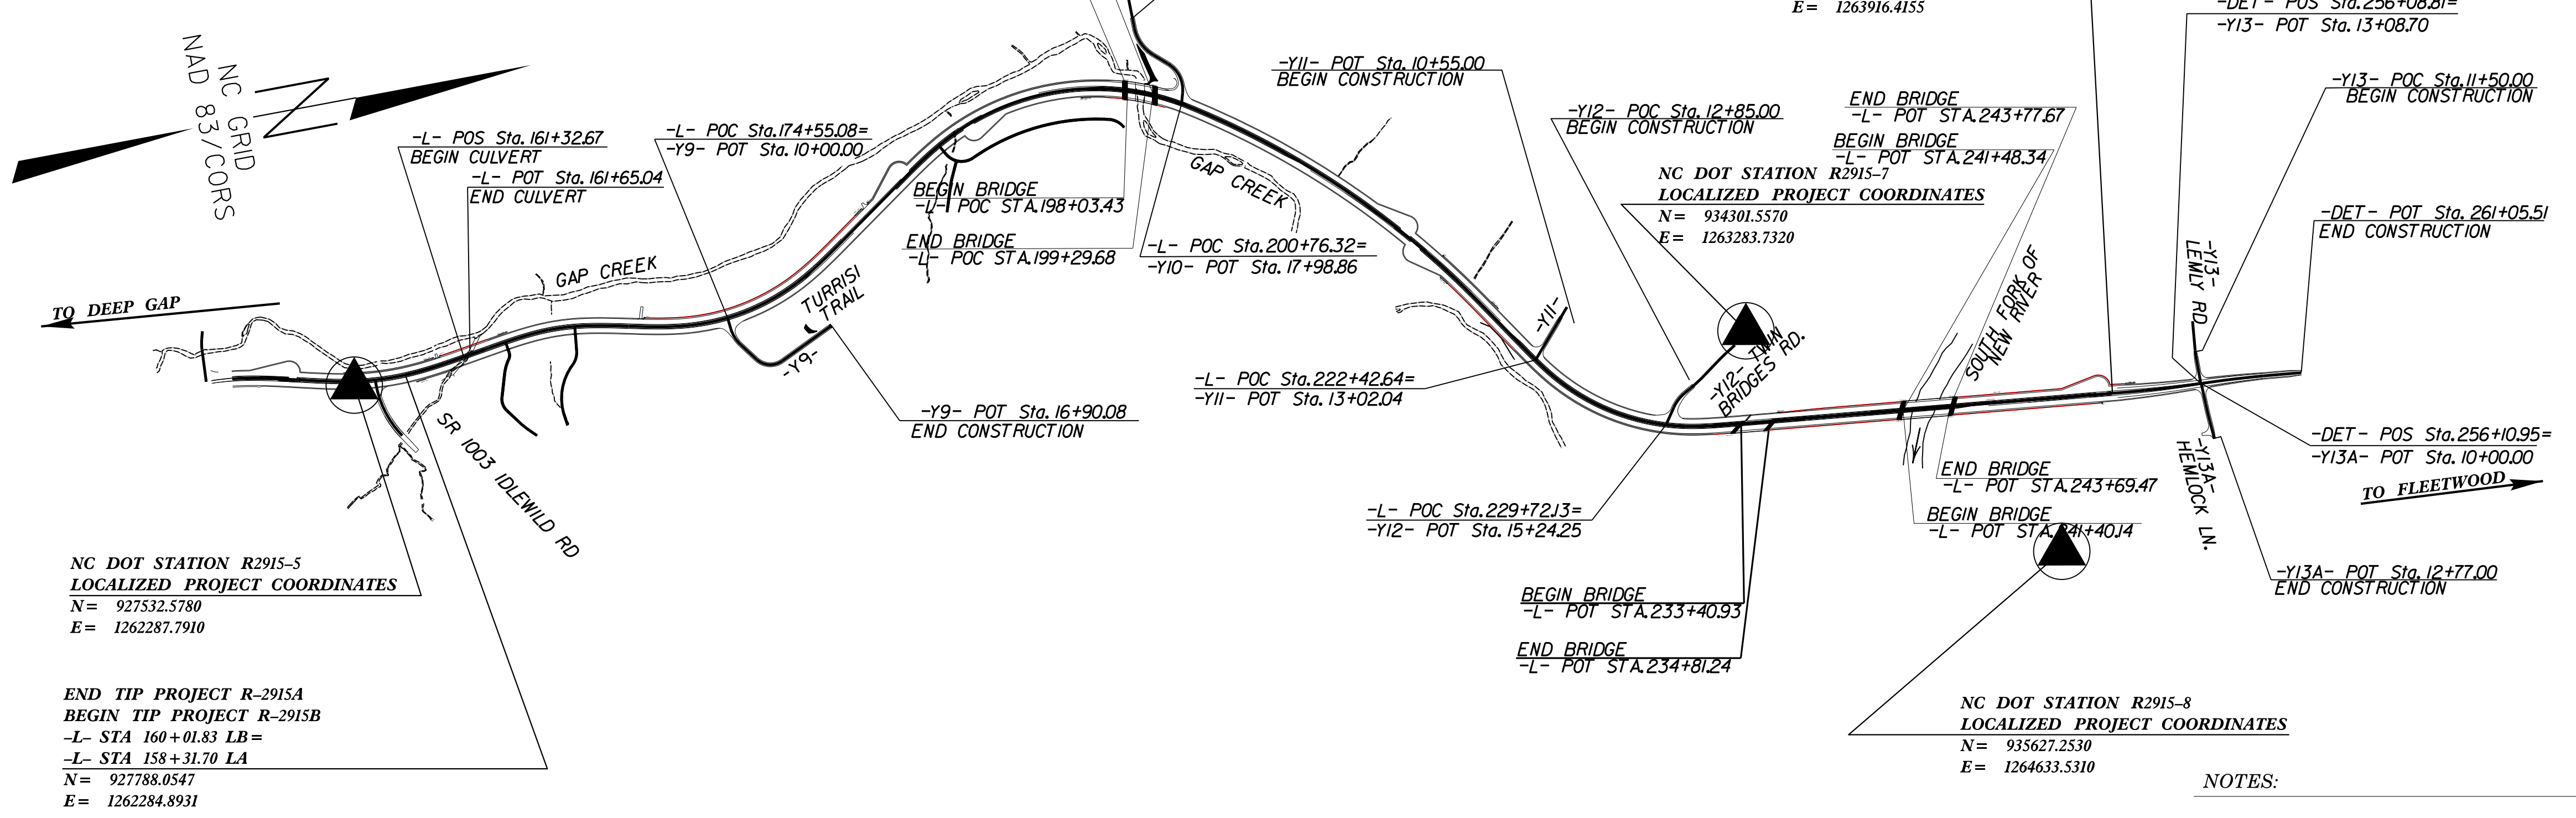 E= 1263916.4155
-DET- POS Sta. 256+08.81=
-Y13- POT Sta. 13+08.70
NC GRID
NAD 83/CORS
-L- POS Sta. 161+32.67
BEGIN CULVERT
-L- POT Sta. 161+65.04
END CULVERT
-L- POC Sta. 174+55.08=
-Y9- POT Sta. 10+00.00
-Y11- POT Sta. 10+55.00
BEGIN CONSTRUCTION
-Y12- POC Sta. 12+85.00
BEGIN CONSTRUCTION
END BRIDGE
-L- POT STA. 243+77.67
BEGIN BRIDGE
-L- POT STA. 241+48.34
-Y13- POC Sta. 11+50.00
BEGIN CONSTRUCTION
NC DOT STATION R2915-7
LOCALIZED PROJECT COORDINATES
N= 934301.5570
E= 1263283.7320
-DET- POT Sta. 261+05.51
END CONSTRUCTION
BEGIN BRIDGE
-L- POC STA. 198+03.43
END BRIDGE
-L- POC STA. 199+29.68
GAP CREEK
-L- POC Sta. 200+76.32=
-Y10- POT Sta. 17+98.86
GAP CREEK
TURRISI
TRAIL
-Y9-
TO DEEP GAP
-Y11-
-Y12- TWIN
BRIDGES RD.
SOUTH FORK OF
NEW RIVER
-Y13-
LEMLY RD
-L- POC Sta. 222+42.64=
-Y11- POT Sta. 13+02.04
-Y9- POT Sta. 16+90.08
END CONSTRUCTION
SR 1003 IDLEWILD RD
-DET- POS Sta. 256+10.95=
-Y13A- POT Sta. 10+00.00
TO FLEETWOOD
-Y13A-
HEMLOCK LN.
END BRIDGE
-L- POT STA. 243+69.47
BEGIN BRIDGE
-L- POT STA. 241+40.14
-L- POC Sta. 229+72.13=
-Y12- POT Sta. 15+24.25
-Y13A- POT Sta. 12+77.00
END CONSTRUCTION
NC DOT STATION R2915-5
LOCALIZED PROJECT COORDINATES
N= 927532.5780
E= 1262287.7910
BEGIN BRIDGE
-L- POT STA. 233+40.93
END BRIDGE
-L- POT STA. 234+81.24
END TIP PROJECT R-2915A
BEGIN TIP PROJECT R-2915B
-L- STA 160+01.83 LB=
-L- STA 158+31.70 LA
N= 927788.0547
E= 1262284.8931
NC DOT STATION R2915-8
LOCALIZED PROJECT COORDINATES
N= 935627.2530
E= 1264633.5310
NOTES: